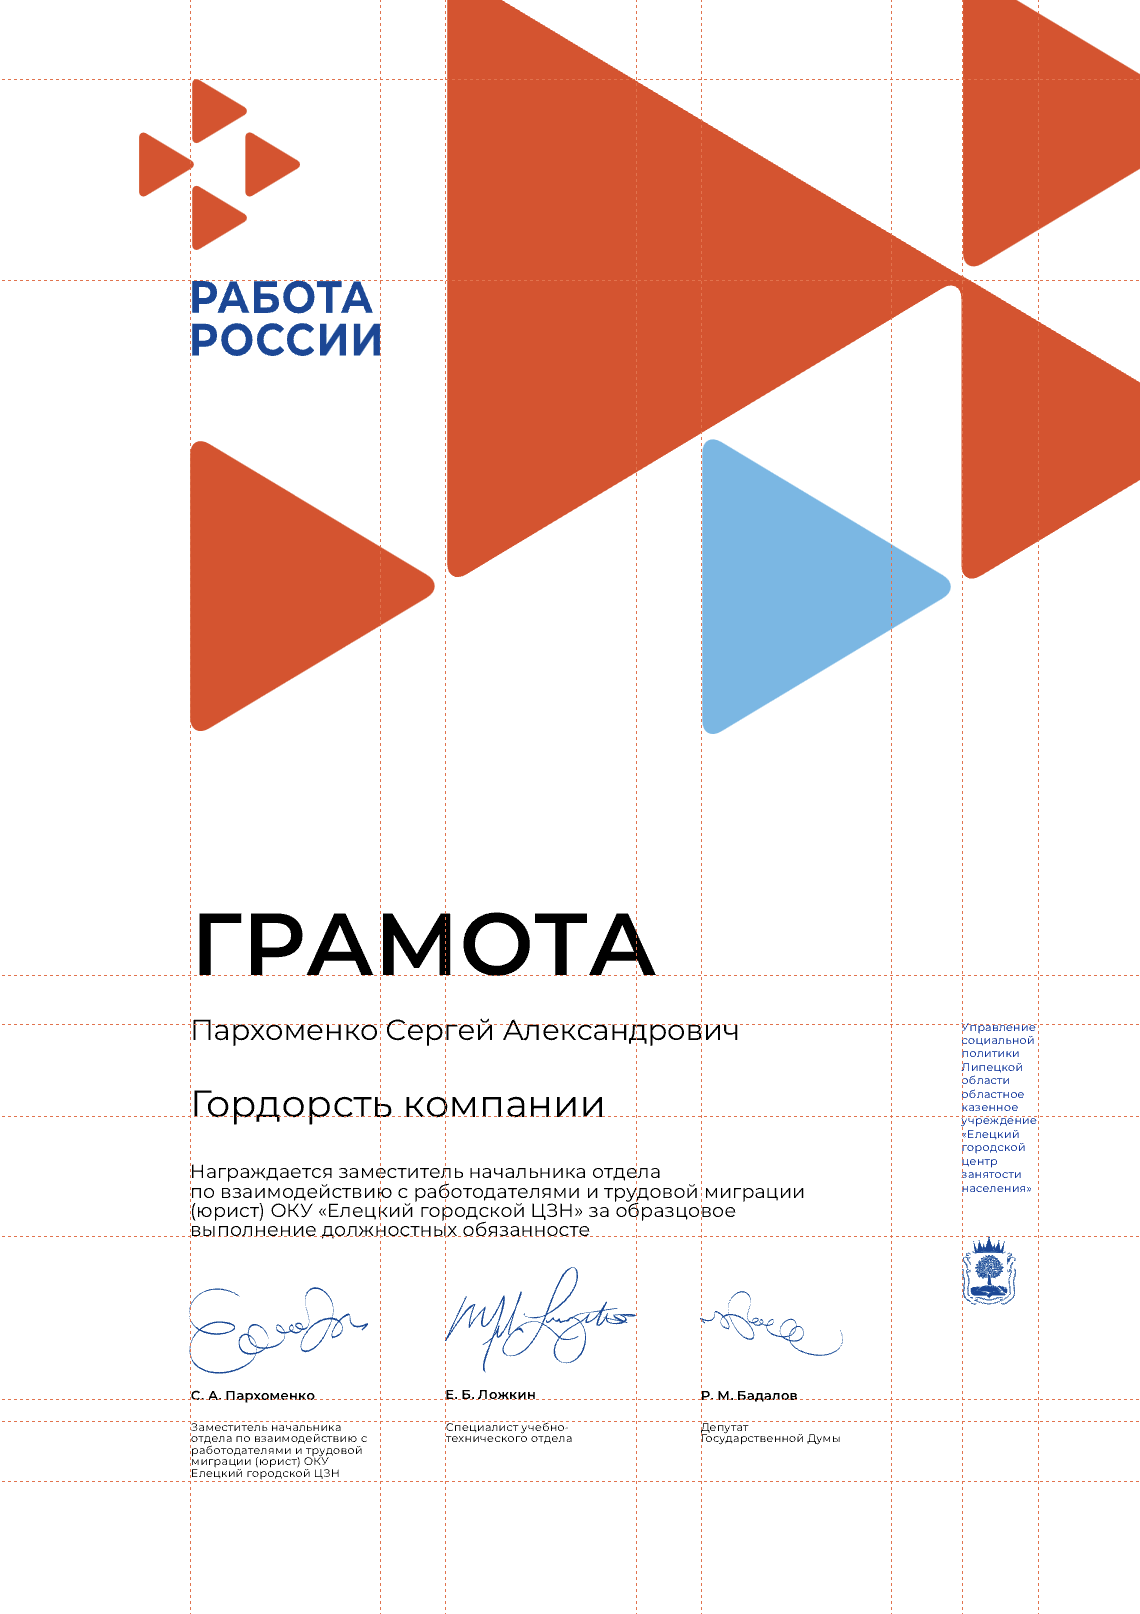 РАБОТА
РОССИИ
ГРАМОТА
Пархоменко Сергей Александрович
Гордорсть компании
Награждается заместитель начальника отдела
по взаимодействию с работодателями и трудовой миграции
(юрист) ОКУ «Елецкий городской ЦЗН» за образцовое
выполнение должностных обязанносте
Управление
социальной
политики
Липецкой
области
областное
казенное
учреждение
«Елецкий
городской
центр
занятости
населения»
С. А. Пархоменко
Заместитель начальника
отдела по взаимодействию с
работодателями и трудовой
миграции (юрист) ОКУ
Елецкий городской ЦЗН
Е. Б. Ложкин
Специалист учебно-
технического отдела
Р. М. Бадалов
Депутат
Государственной Думы